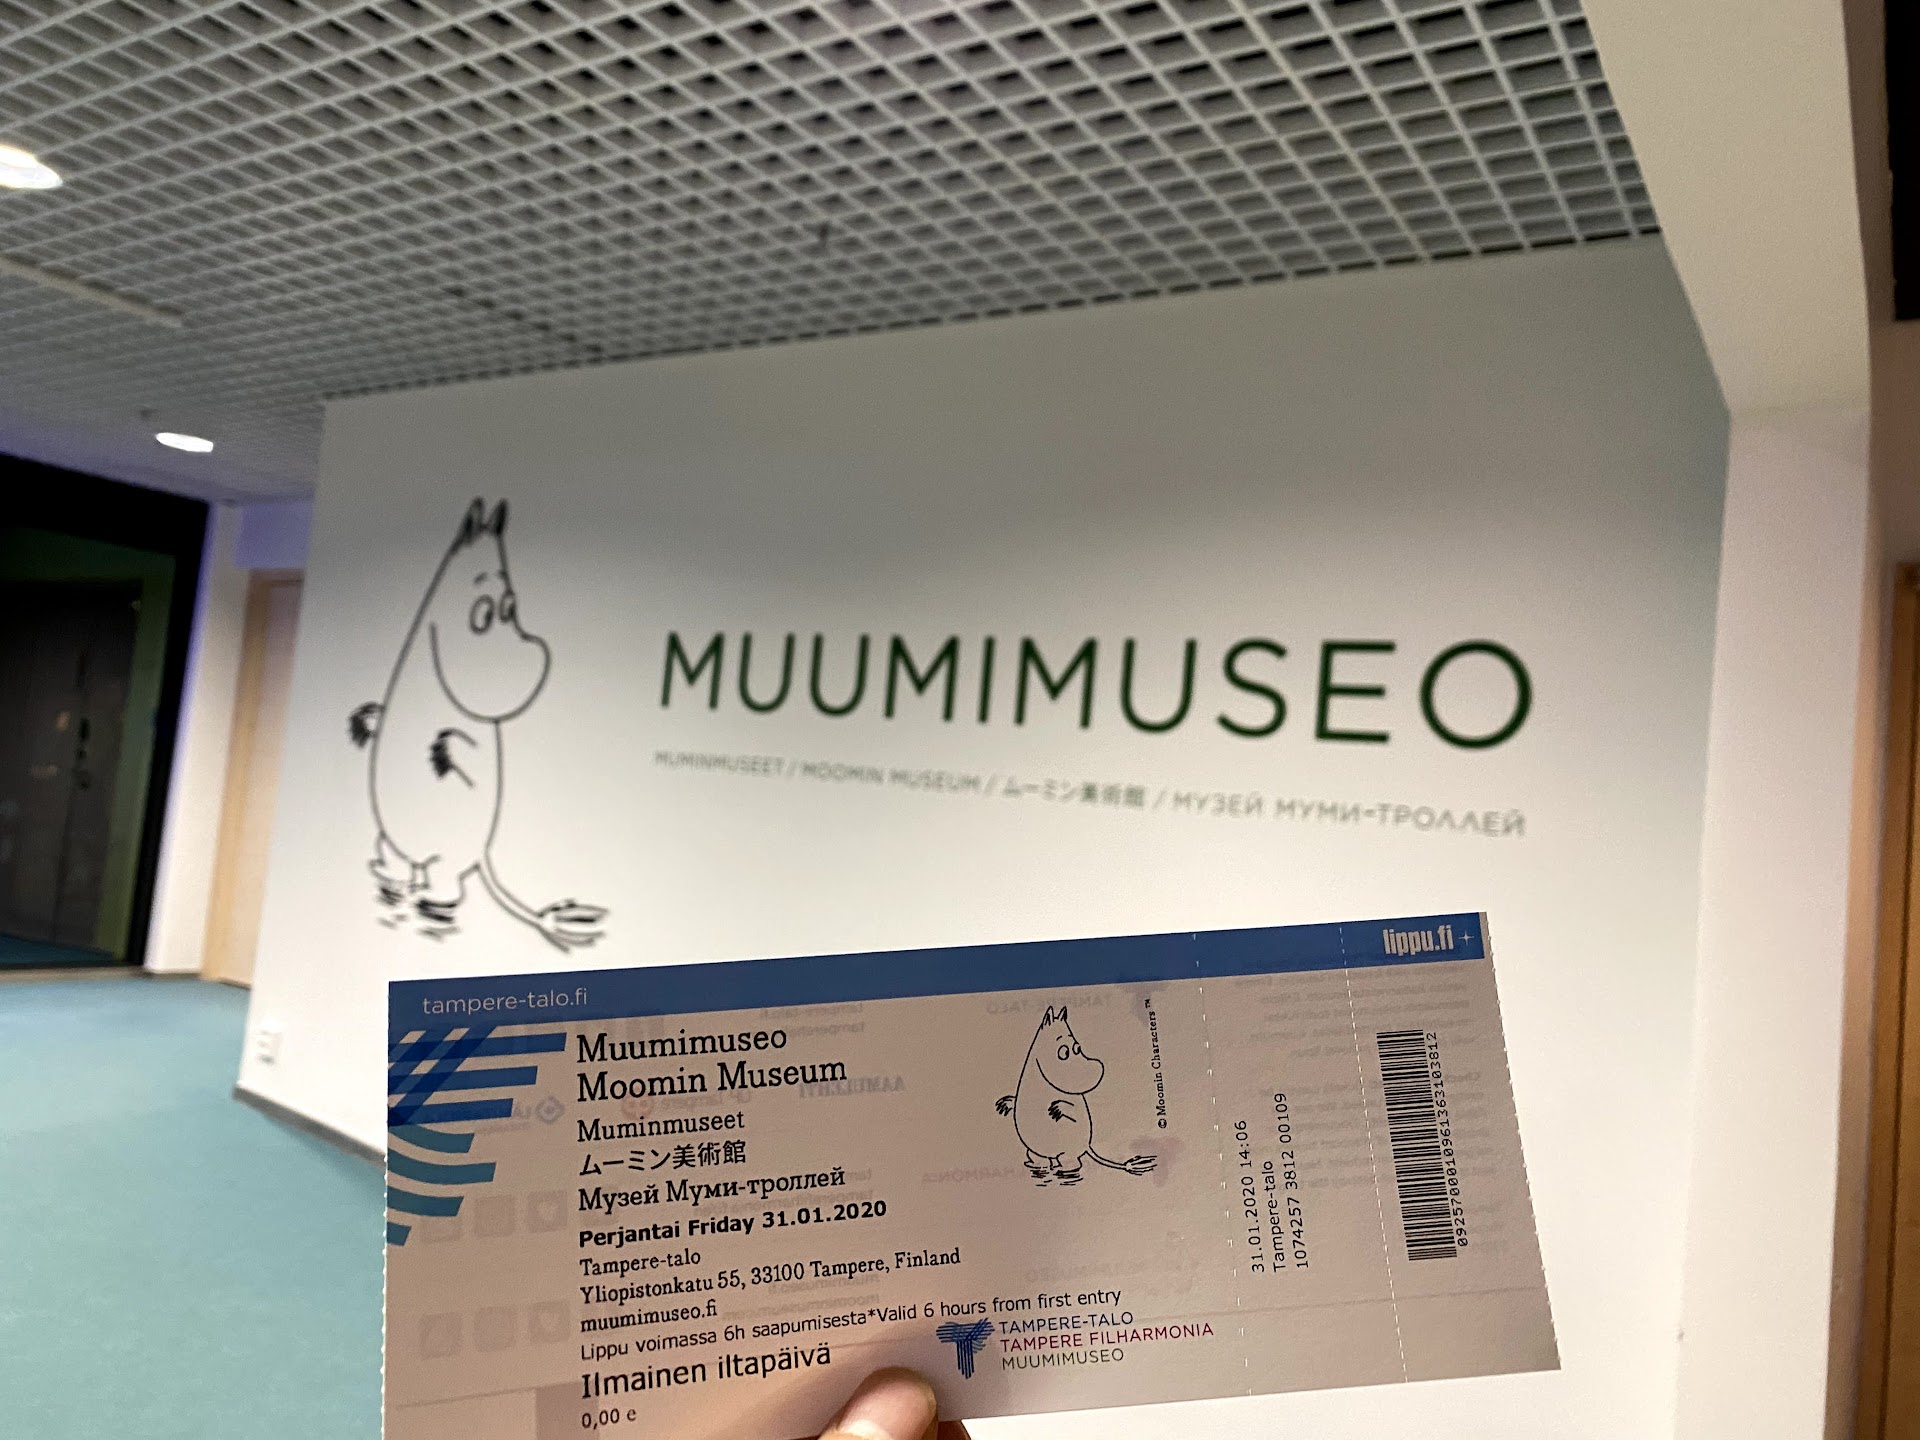 MUUMIMUSEO
MUMINMUSEET / MOOMIN MUSEUM / ムーミン美術館 / МУЗЕЙ МУМИ-ТРОЛЛЕЙ
tampere-talo.fi
lippu.fi
Muumimuseo
Moomin Museum
Muminmuseet
ムーミン美術館
Музей Муми-троллей
Perjantai Friday 31.01.2020
Tampere-talo
Yliopistonkatu 55, 33100 Tampere, Finland
muumimuseo.fi
Lippu voimassa 6h saapumisesta*Valid 6 hours from first entry
Ilmainen iltapäivä
0,00 e
© Moomin Characters™
TAMPERE-TALO
TAMPERE FILHARMONIA
MUUMIMUSEO
31.01.2020 14:06
Tampere-talo
1074257 3812 00109
0925700010961363103812